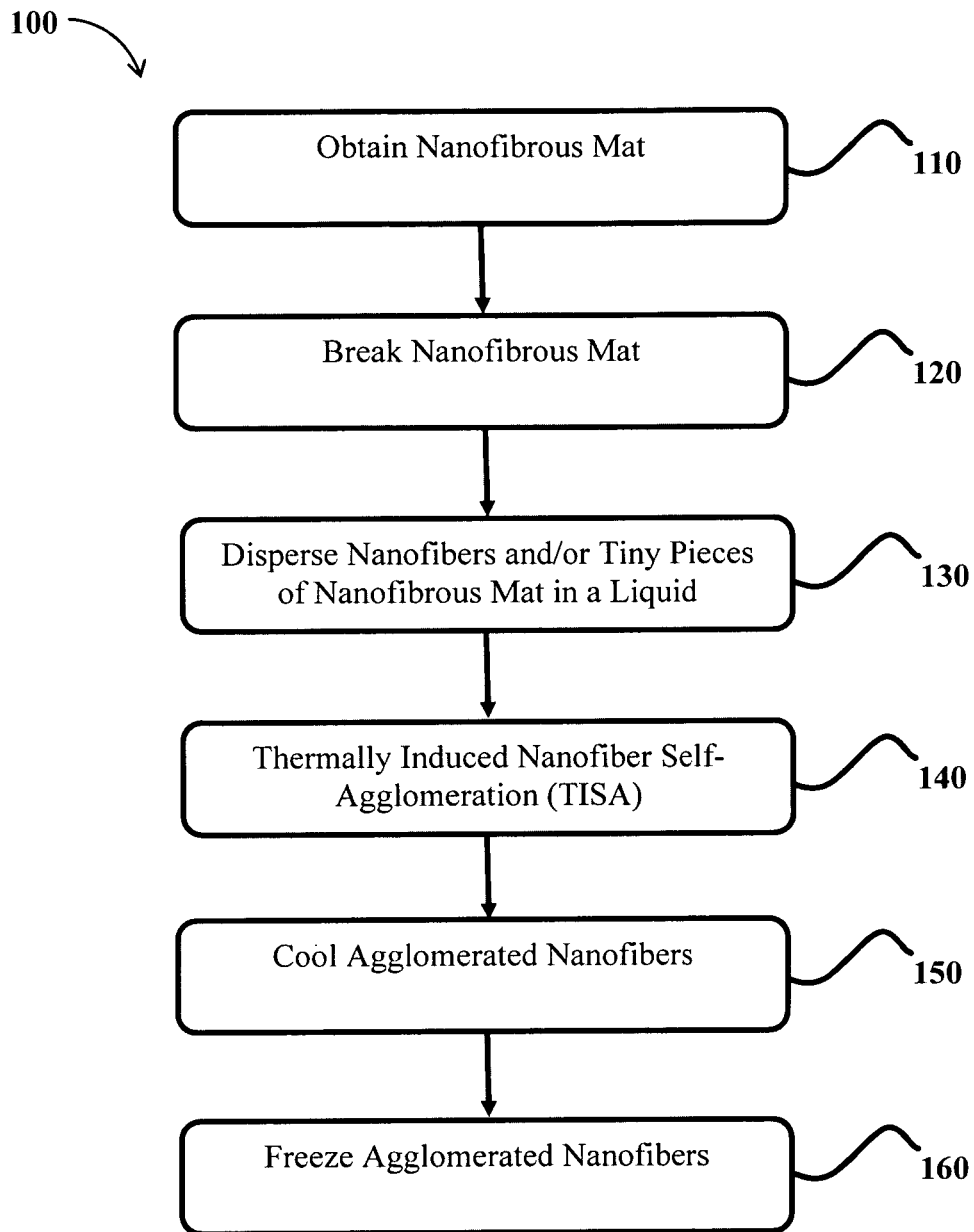 100
Obtain Nanofibrous Mat
110
Break Nanofibrous Mat
120
Disperse Nanofibers and/or Tiny Pieces
of Nanofibrous Mat in a Liquid
130
Thermally Induced Nanofiber Self-
Agglomeration (TISA)
140
Cool Agglomerated Nanofibers
150
Freeze Agglomerated Nanofibers
160